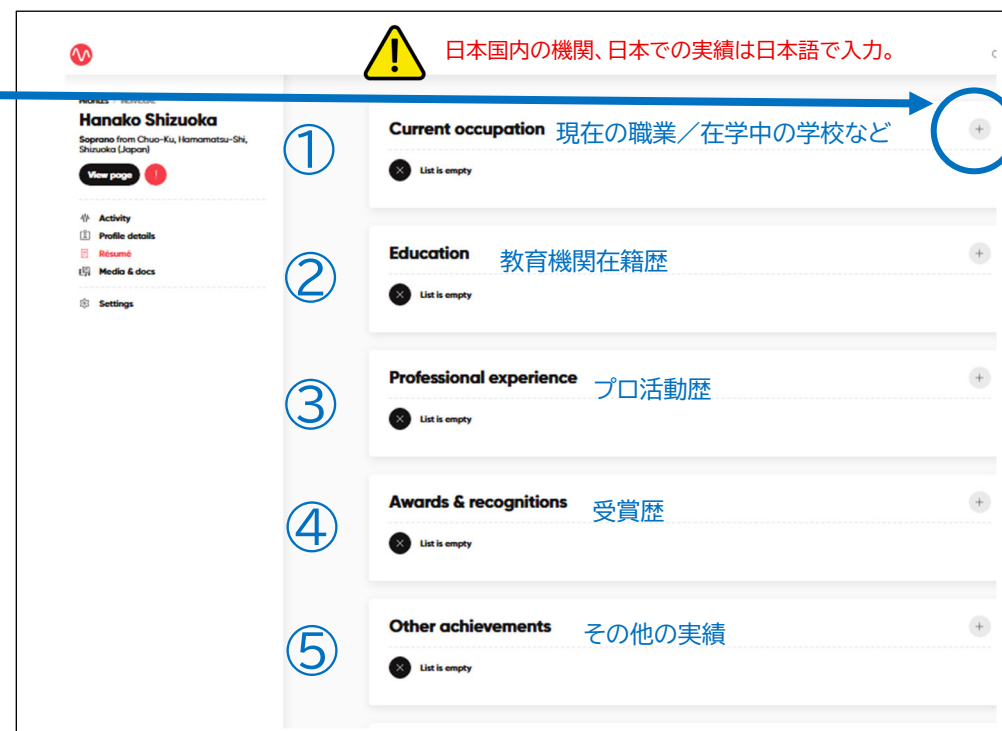 日本国内の機関、日本での実績は日本語で入力。
Hanako Shizuoka
Soprano from Chuo-Ku, Hamamatsu-Shi,
Shizuoka (Japan)
View page !
Activity
Profile details
Résumé
Media & docs
Settings
① Current occupation 現在の職業／在学中の学校など
List is empty
② Education 教育機関在籍歴
List is empty
③ Professional experience プロ活動歴
List is empty
④ Awards & recognitions 受賞歴
List is empty
⑤ Other achievements その他の実績
List is empty